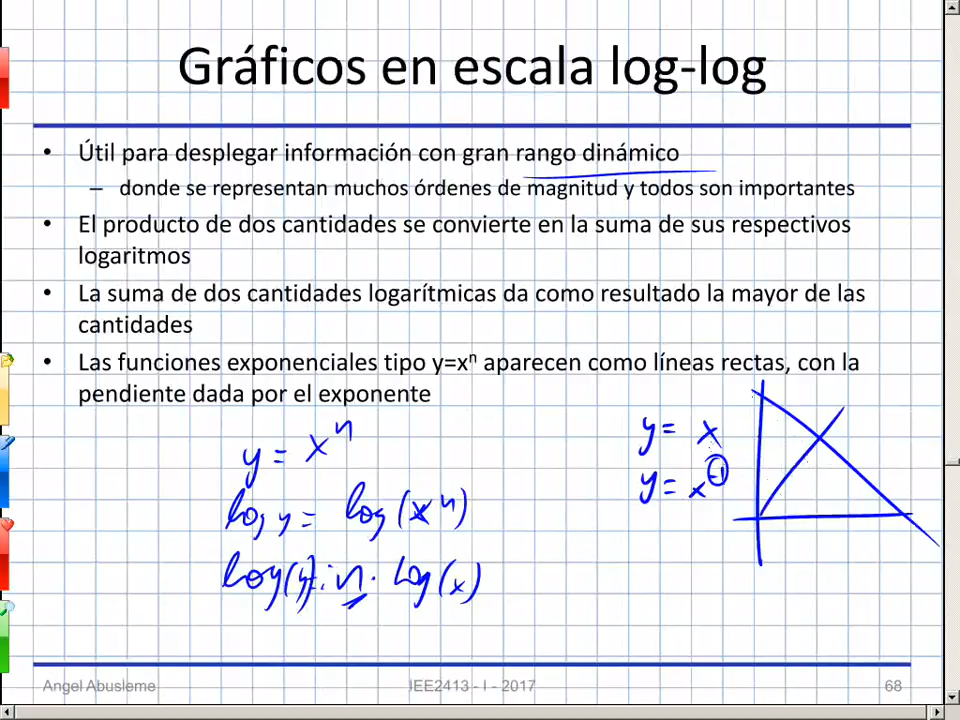 Gráficos en escala log-log
• Útil para desplegar información con gran rango dinámico
– donde se representan muchos órdenes de magnitud y todos son importantes
• El producto de dos cantidades se convierte en la suma de sus respectivos
logaritmos
• La suma de dos cantidades logarítmicas da como resultado la mayor de las
cantidades
• Las funciones exponenciales tipo y=xⁿ aparecen como líneas rectas, con la
pendiente dada por el exponente
y = xⁿ
log y = log(xⁿ)
log(y) = n · log(x)
y = x
y = x⁻¹
Angel Abusleme
IEE2413 - I - 2017
68